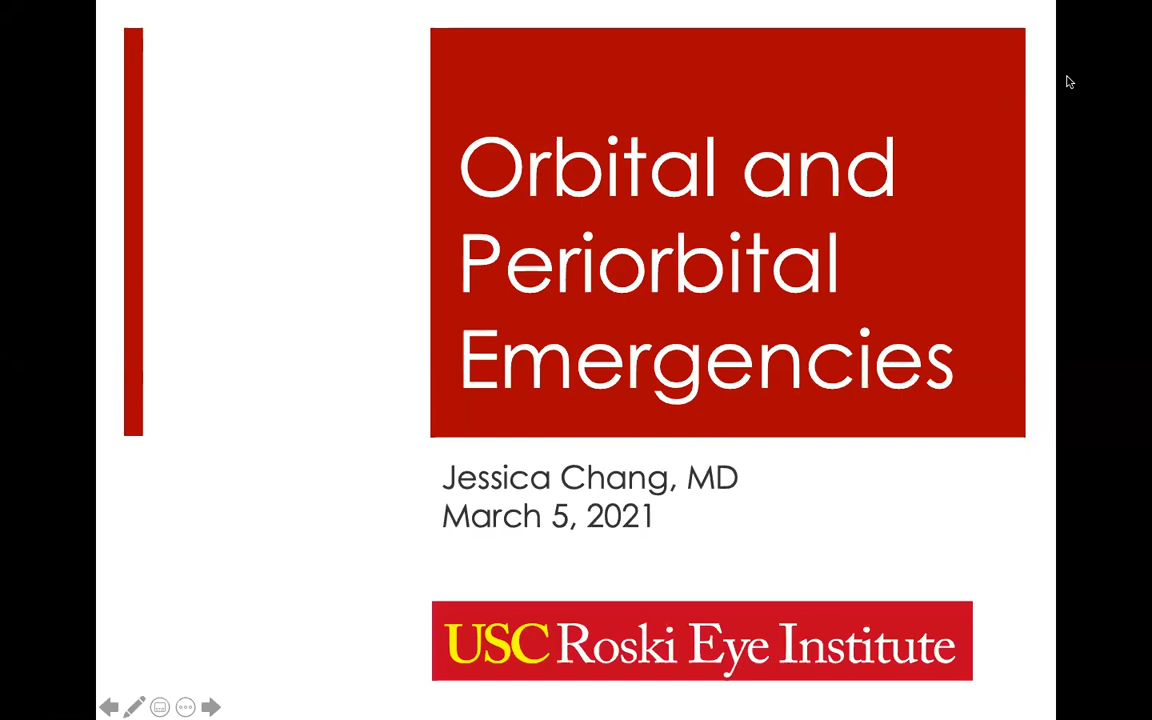 Orbital and
Periorbital
Emergencies
Jessica Chang, MD
March 5, 2021
USC Roski Eye Institute